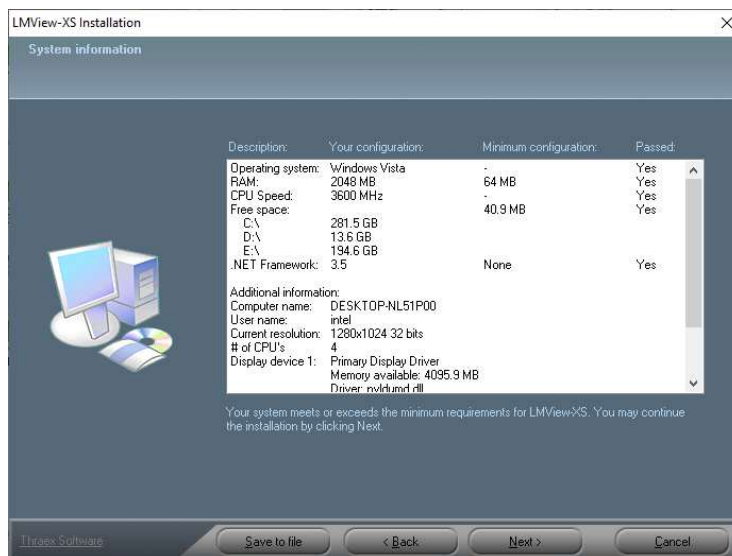 LMView-XS Installation
System information
Description: Your configuration: Minimum configuration: Passed:
Operating system: Windows Vista - Yes
RAM: 2048 MB 64 MB Yes
CPU Speed: 3600 MHz - Yes
Free space: 40.9 MB Yes
C:\ 281.5 GB
D:\ 13.6 GB
E:\ 194.6 GB
.NET Framework: 3.5 None Yes
Additional information:
Computer name: DESKTOP-NL51P00
User name: intel
Current resolution: 1280x1024 32 bits
# of CPU's 4
Display device 1: Primary Display Driver
Memory available: 4095.9 MB
Driver: nvldumd.dll
Your system meets or exceeds the minimum requirements for LMView-XS. You may continue
the installation by clicking Next.
Thraex Software
Save to file < Back Next > Cancel